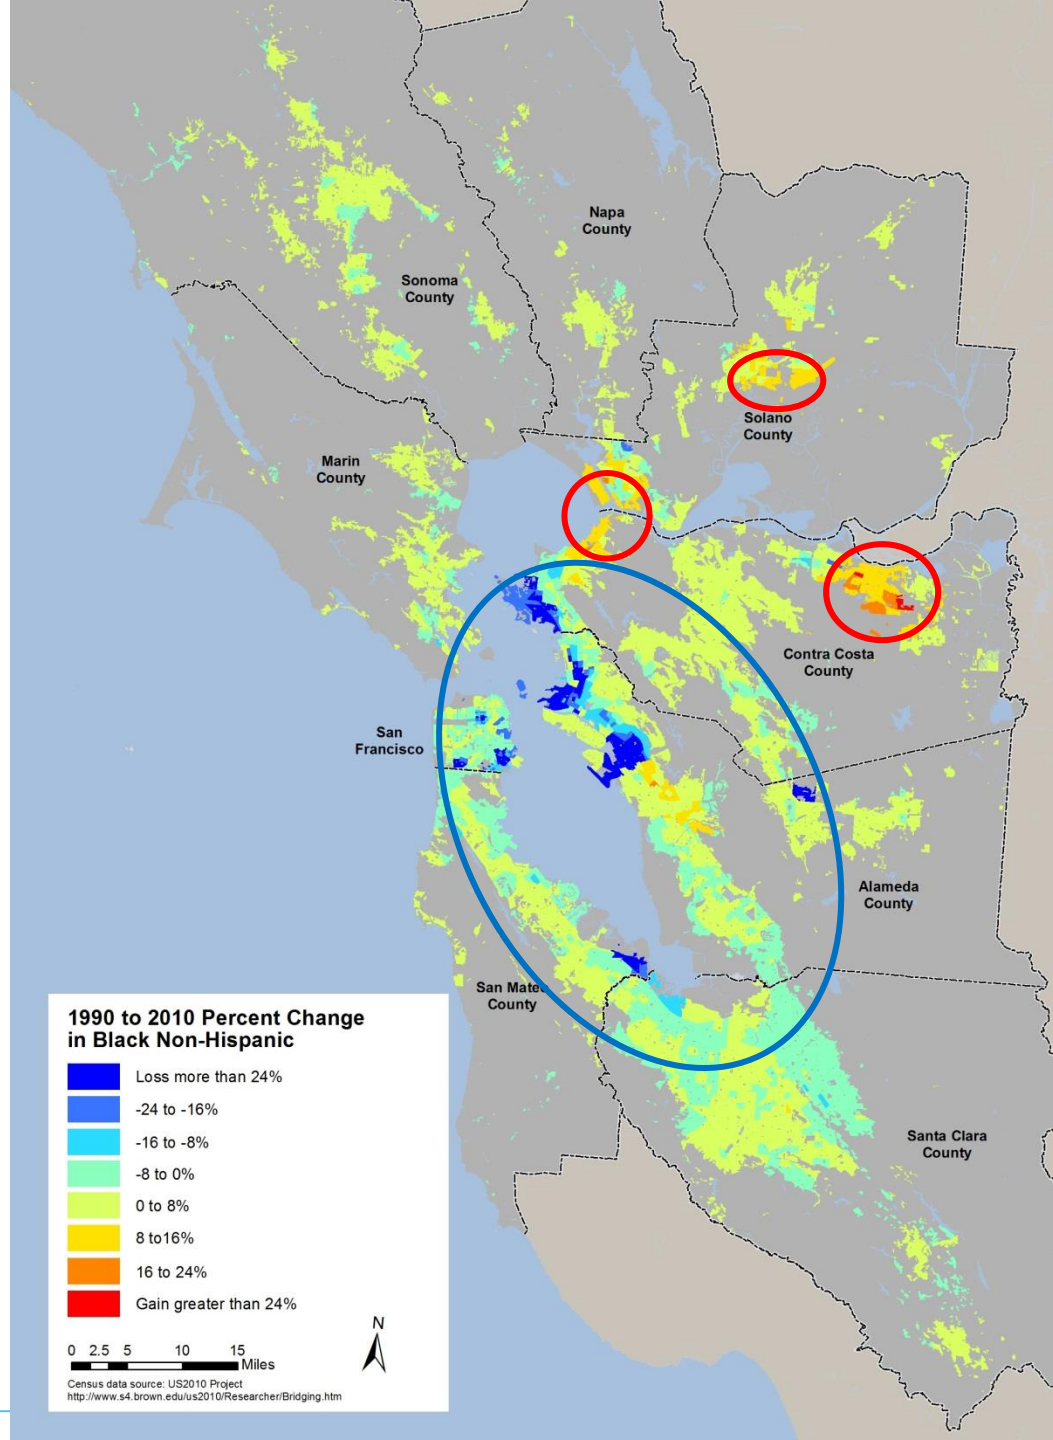 Napa
County
Sonoma
County
Solano
County
Marin
County
Contra Costa
County
San
Francisco
Alameda
County
San Mateo
County
Santa Clara
County
1990 to 2010 Percent Change
in Black Non-Hispanic
Loss more than 24%
-24 to -16%
-16 to -8%
-8 to 0%
0 to 8%
8 to16%
16 to 24%
Gain greater than 24%
N
0 2.5 5 10 15
Miles
Census data source: US2010 Project
http://www.s4.brown.edu/us2010/Researcher/Bridging.htm